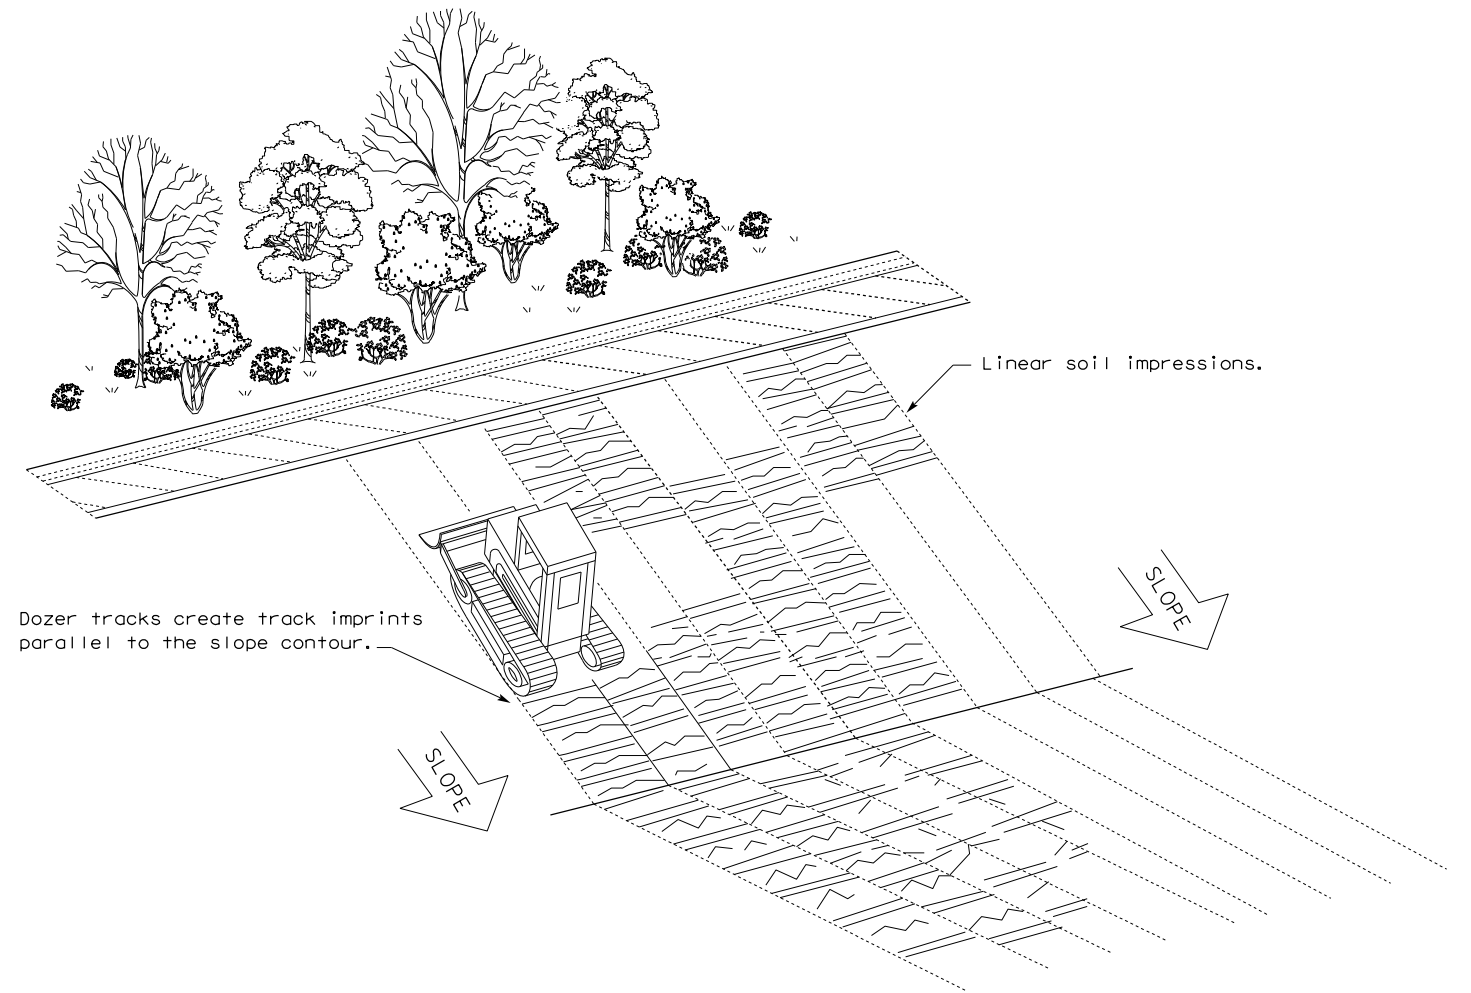 Linear soil impressions.
SLOPE
Dozer tracks create track imprints
parallel to the slope contour.
SLOPE